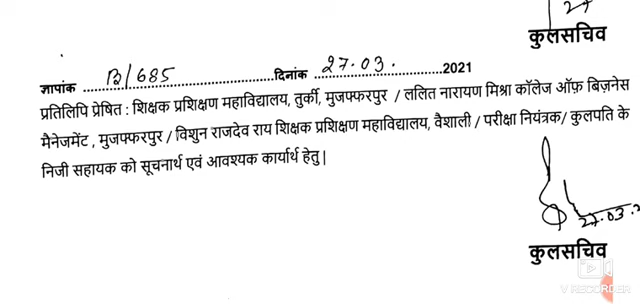 27
कुलसचिव
ज्ञापांक B/685 दिनांक 27.03. 2021
प्रतिलिपि प्रेषित : शिक्षक प्रशिक्षण महाविद्यालय, तुर्की, मुजफ्फरपुर / ललित नारायण मिश्रा कॉलेज ऑफ़ बिज़नेस
मैनेजमेंट, मुजफ्फरपुर / विशुन राजदेव राय शिक्षक प्रशिक्षण महाविद्यालय, वैशाली / परीक्षा नियंत्रक/ कुलपति के
निजी सहायक को सूचनार्थ एवं आवश्यक कार्यार्थ हेतु|
27.03.2
कुलसचिव
V RECORDER